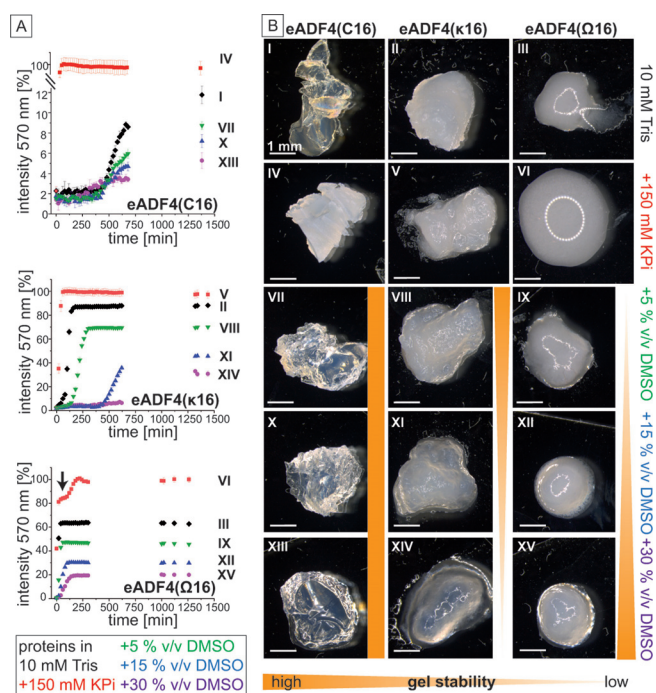 A
intensity 570 nm [%]
100
12
10
8
6
4
2
0
IV
I
VII
X
XIII
eADF4(C16)
0 250 500 750 1000 1250 1500
time [min]
intensity 570 nm [%]
100
80
60
40
20
0
V
II
VIII
XI
XIV
eADF4(κ16)
0 250 500 750 1000 1250 1500
time [min]
intensity 570 nm [%]
100
80
60
40
20
0
VI
III
IX
XII
XV
eADF4(Ω16)
0 250 500 750 1000 1250 1500
time [min]
proteins in +5 % v/v DMSO
10 mM Tris +15 % v/v DMSO
+150 mM KPi +30 % v/v DMSO
B
eADF4(C16) eADF4(κ16) eADF4(Ω16)
I II III
1 mm
10 mM Tris
IV V VI
+150 mM KPi
VII VIII IX
+5 % v/v DMSO
X XI XII
+15 % v/v DMSO
XIII XIV XV
+30 % v/v DMSO
high gel stability low